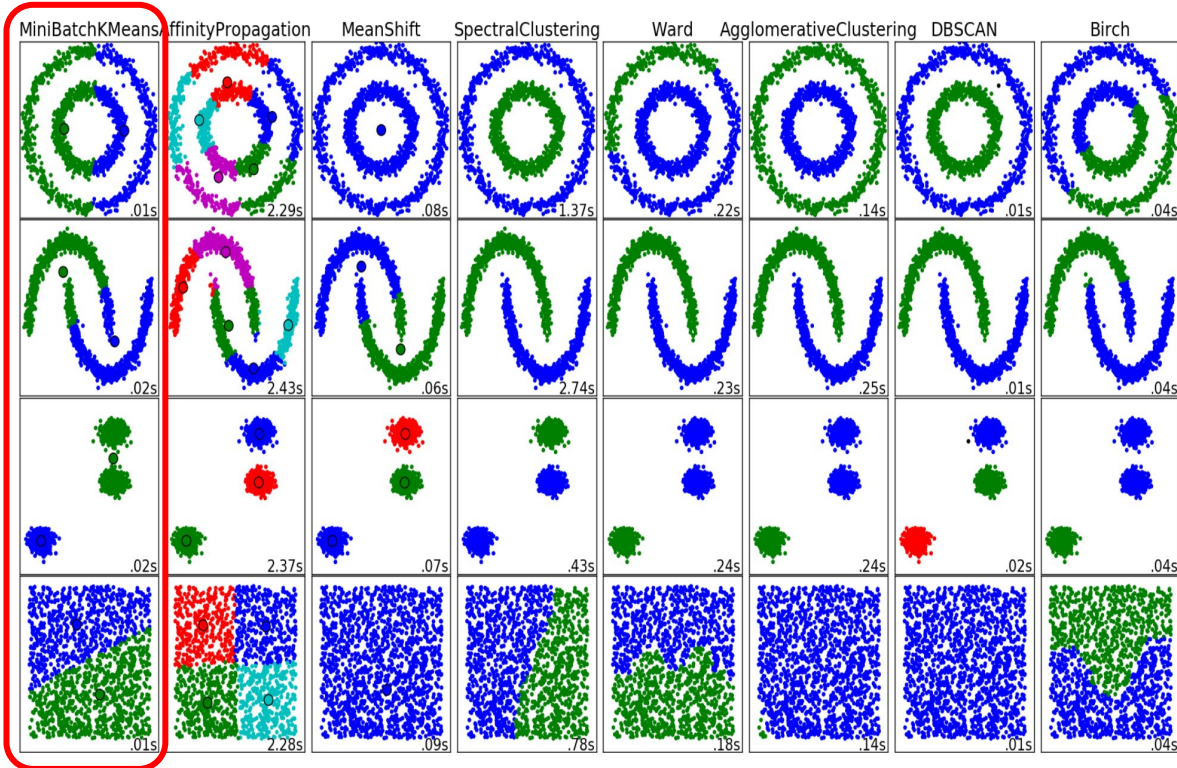 MiniBatchKMeans AffinityPropagation MeanShift SpectralClustering Ward AgglomerativeClustering DBSCAN Birch
.01s 2.29s .08s 1.37s .22s .14s .01s .04s
.02s 2.43s .06s 2.74s .23s .25s .01s .04s
.02s 2.37s .07s .43s .24s .24s .02s .04s
.01s 2.28s .09s .78s .18s .14s .01s .04s